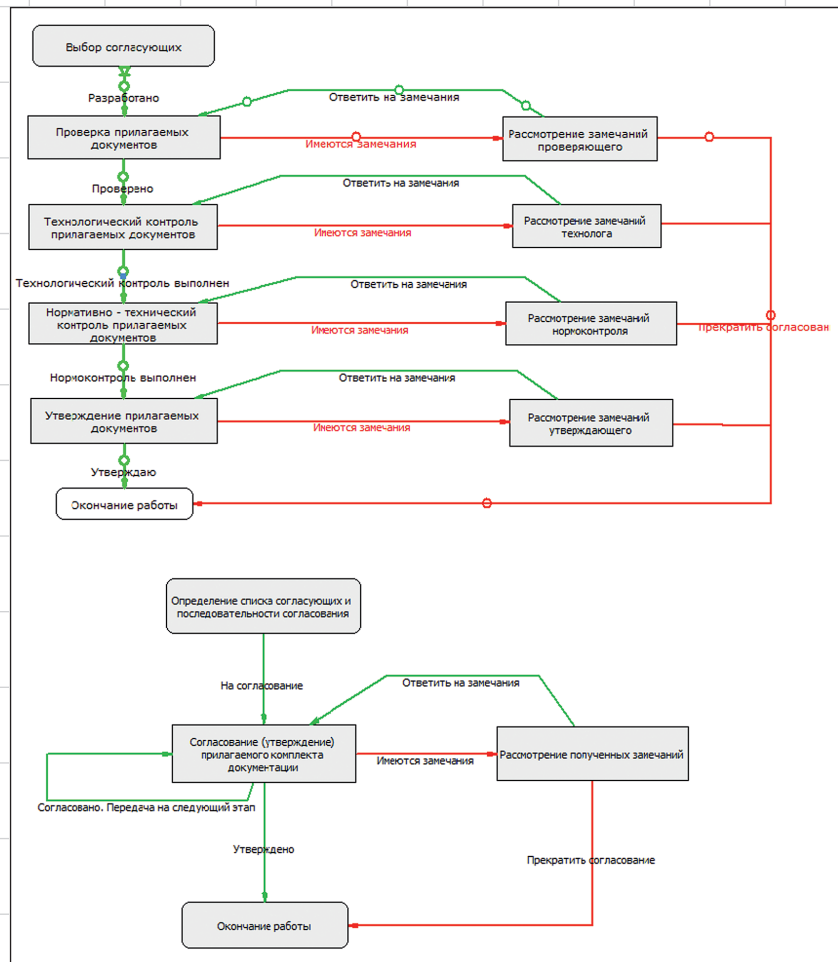 Выбор согласующих
Разработано
Ответить на замечания
Проверка прилагаемых
документов
Имеются замечания
Рассмотрение замечаний
проверяющего
Проверено
Ответить на замечания
Технологический контроль
прилагаемых документов
Имеются замечания
Рассмотрение замечаний
технолога
Технологический контроль выполнен
Ответить на замечания
Нормативно - технический
контроль прилагаемых
документов
Имеются замечания
Рассмотрение замечаний
нормоконтроля
Прекратить согласован
Нормоконтроль выполнен
Ответить на замечания
Утверждение прилагаемых
документов
Имеются замечания
Рассмотрение замечаний
утверждающего
Утверждаю
Окончание работы
Определение списка согласующих и
последовательности согласования
На согласование
Ответить на замечания
Согласование (утверждение)
прилагаемого комплекта
документации
Имеются замечания
Рассмотрение полученных замечаний
Согласовано. Передача на следующий этап
Утверждено
Прекратить согласование
Окончание работы